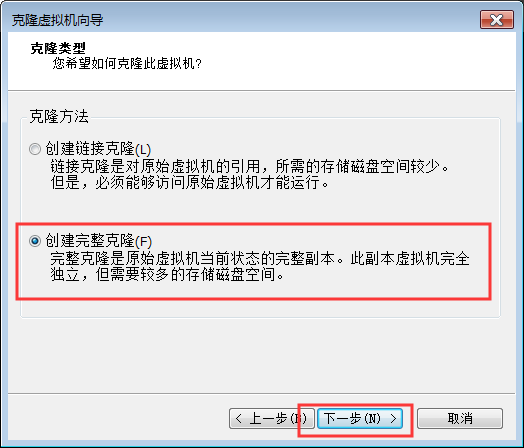 克隆虚拟机向导
克隆类型
您希望如何克隆此虚拟机?
克隆方法
创建链接克隆(L)
链接克隆是对原始虚拟机的引用，所需的存储磁盘空间较少。
但是，必须能够访问原始虚拟机才能运行。
创建完整克隆(F)
完整克隆是原始虚拟机当前状态的完整副本。此副本虚拟机完全
独立，但需要较多的存储磁盘空间。
< 上一步(B)
下一步(N) >
取消